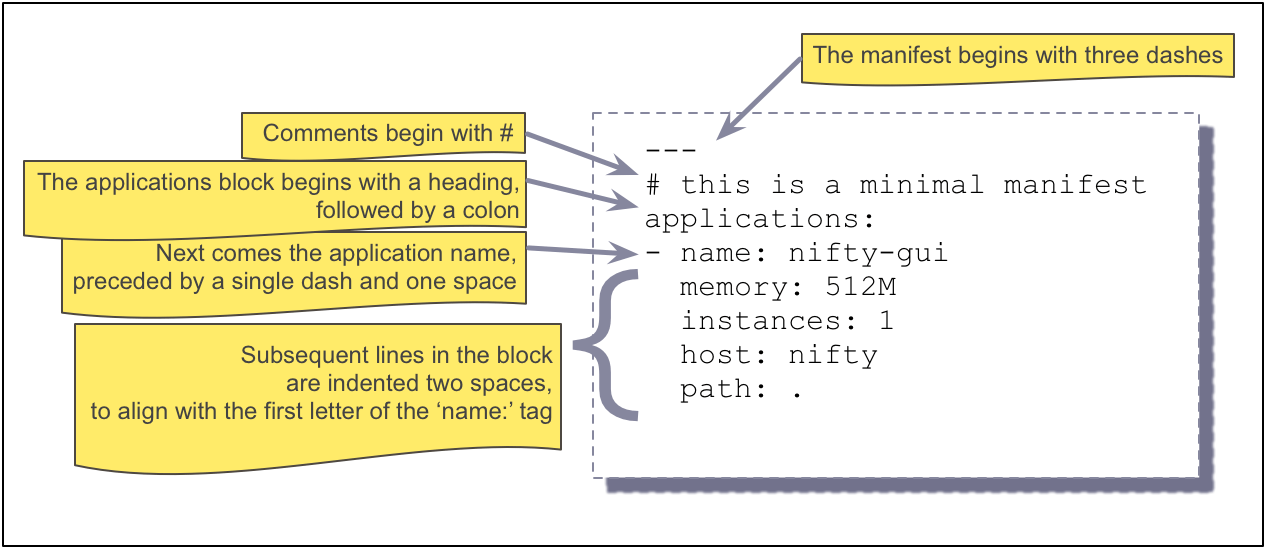 The manifest begins with three dashes
Comments begin with #
The applications block begins with a heading,
followed by a colon
Next comes the application name,
preceded by a single dash and one space
Subsequent lines in the block
are indented two spaces,
to align with the first letter of the ‘name:’ tag
---
# this is a minimal manifest
applications:
- name: nifty-gui
  memory: 512M
  instances: 1
  host: nifty
  path: .